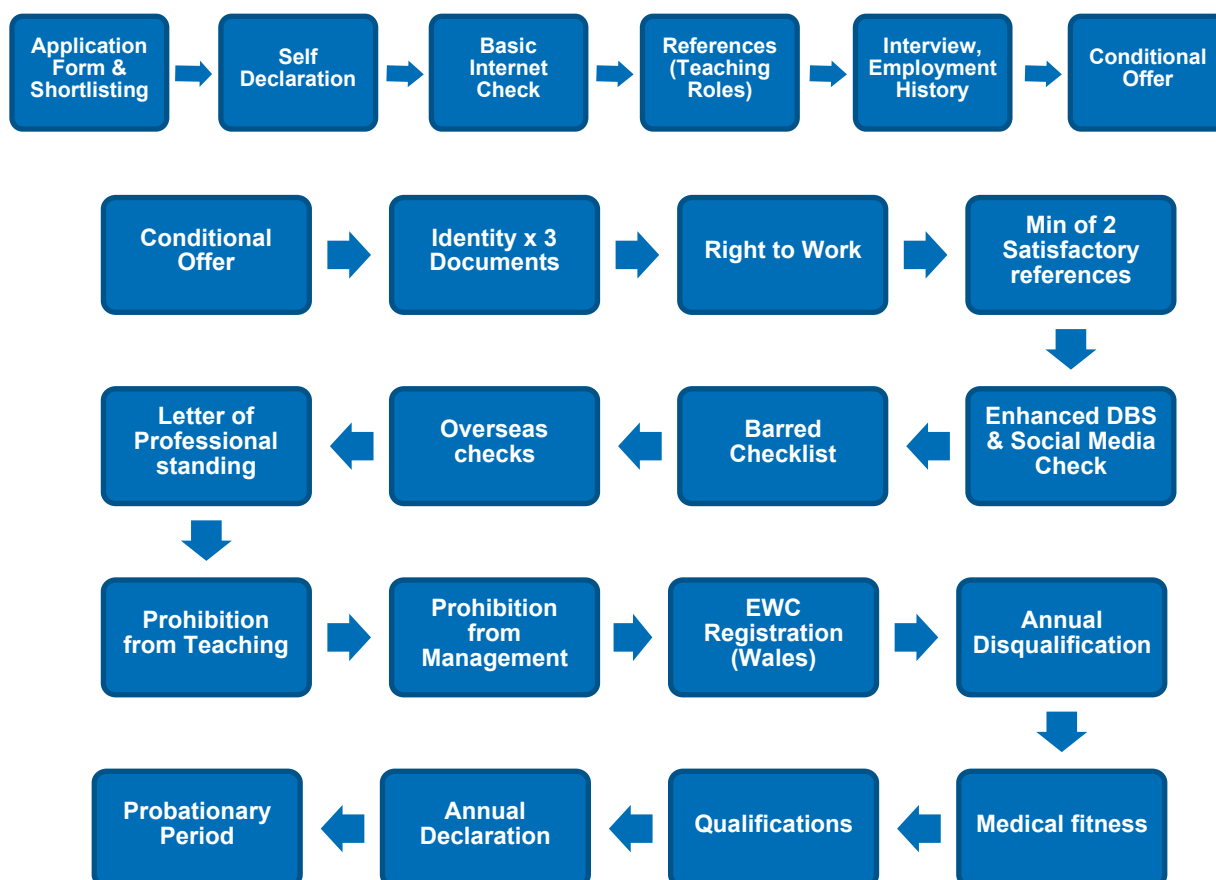 Application
Form &
Shortlisting
Self
Declaration
Basic
Internet
Check
References
(Teaching
Roles)
Interview,
Employment
History
Conditional
Offer
Conditional
Offer
Identity x 3
Documents
Right to Work
Min of 2
Satisfactory
references
Enhanced DBS
& Social Media
Check
Barred
Checklist
Overseas
checks
Letter of
Professional
standing
Prohibition
from Teaching
Prohibition
from
Management
EWC
Registration
(Wales)
Annual
Disqualification
Medical fitness
Qualifications
Annual
Declaration
Probationary
Period